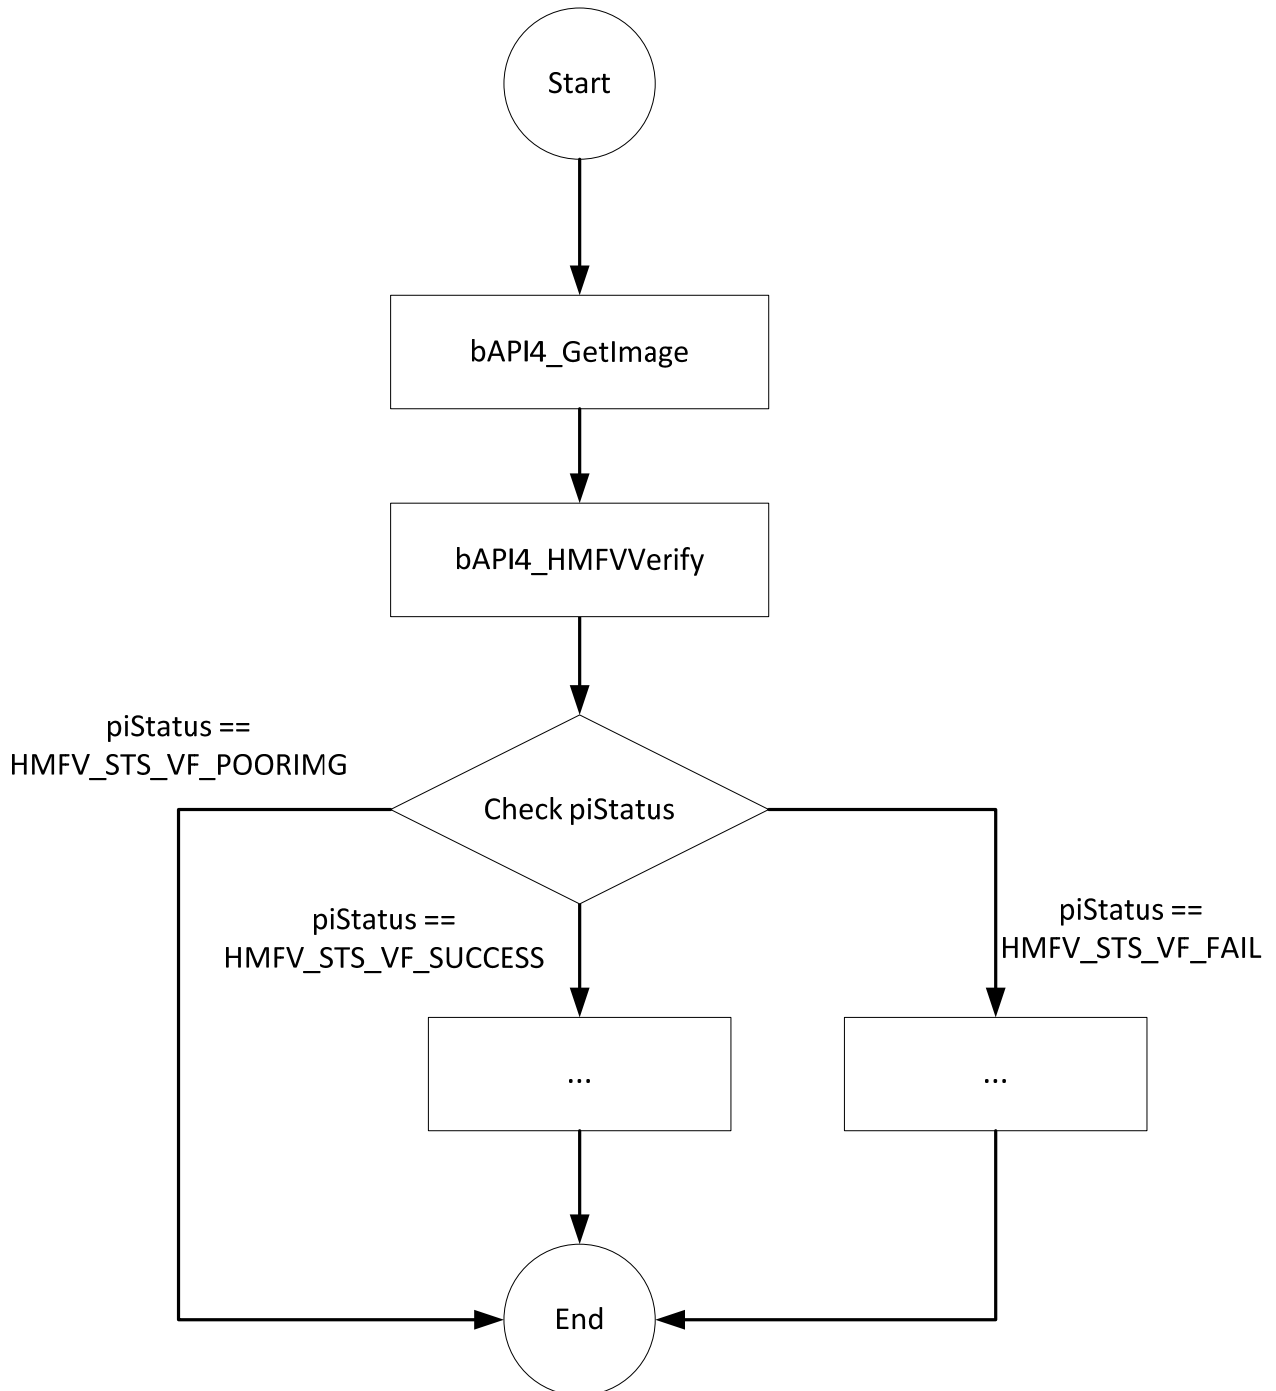 Start
bAPI4_GetImage
bAPI4_HMFVVerify
piStatus ==
HMFV_STS_VF_POORIMG
Check piStatus
piStatus ==
HMFV_STS_VF_SUCCESS
piStatus ==
HMFV_STS_VF_FAIL
...
...
End